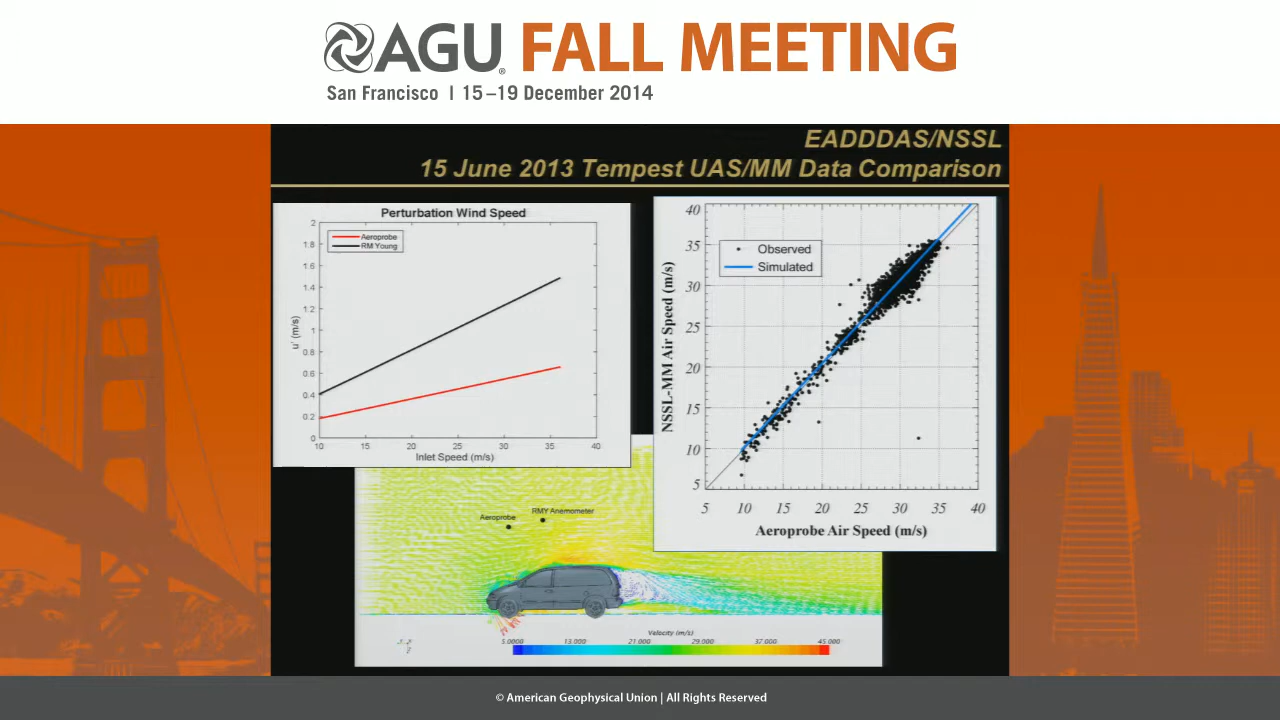 AGU FALL MEETING
San Francisco | 15–19 December 2014
EADDDAS/NSSL
15 June 2013 Tempest UAS/MM Data Comparison
Perturbation Wind Speed
Aeroprobe
RM Young
2
1.8
1.6
1.4
1.2
1
0.8
0.6
0.4
0.2
0
u' (m/s)
10 15 20 25 30 35 40
Inlet Speed (m/s)
Observed
Simulated
40
35
30
25
20
15
10
5
NSSL-MM Air Speed (m/s)
5 10 15 20 25 30 35 40
Aeroprobe Air Speed (m/s)
Aeroprobe
RMY Anemometer
Velocity (m/s)
5.0000 13.000 21.000 29.000 37.000 45.000
© American Geophysical Union | All Rights Reserved